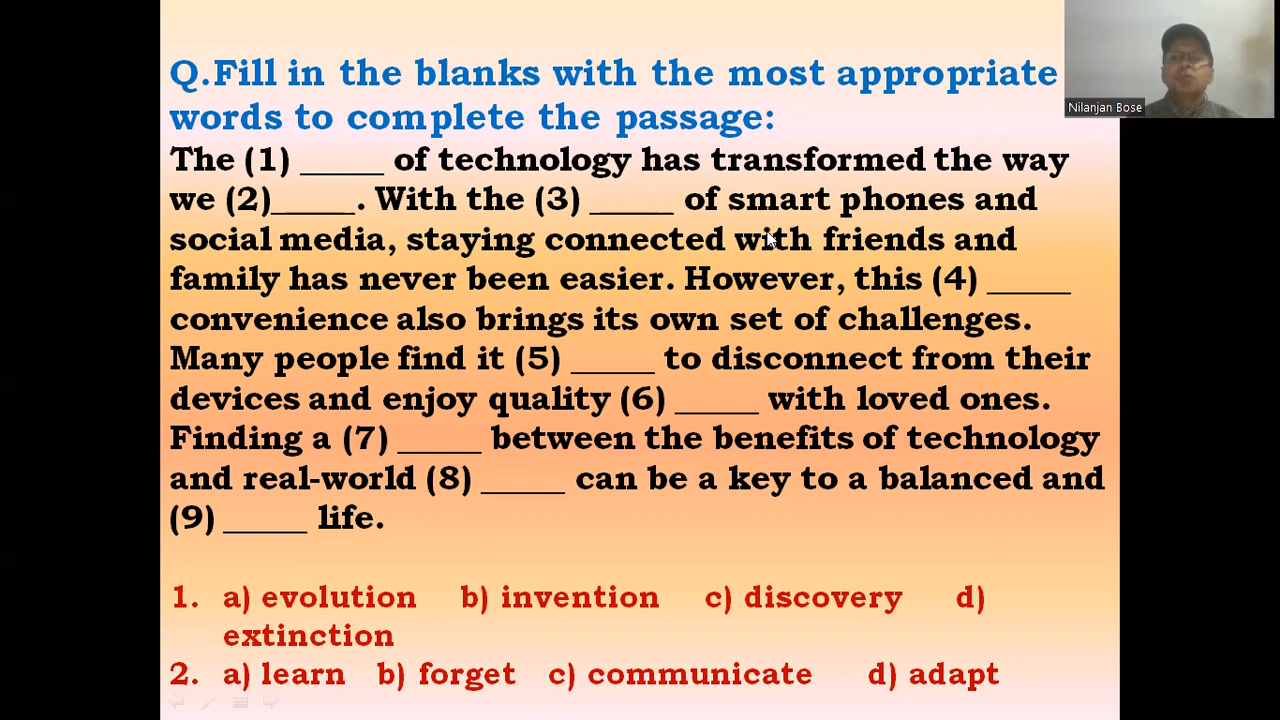 Q.Fill in the blanks with the most appropriate
words to complete the passage:
The (1) _____ of technology has transformed the way
we (2)_____. With the (3) _____ of smart phones and
social media, staying connected with friends and
family has never been easier. However, this (4) _____
convenience also brings its own set of challenges.
Many people find it (5) _____ to disconnect from their
devices and enjoy quality (6) _____ with loved ones.
Finding a (7) _____ between the benefits of technology
and real-world (8) _____ can be a key to a balanced and
(9) _____ life.
1. a) evolution b) invention c) discovery d)
extinction
2. a) learn b) forget c) communicate d) adapt
Nilanjan Bose